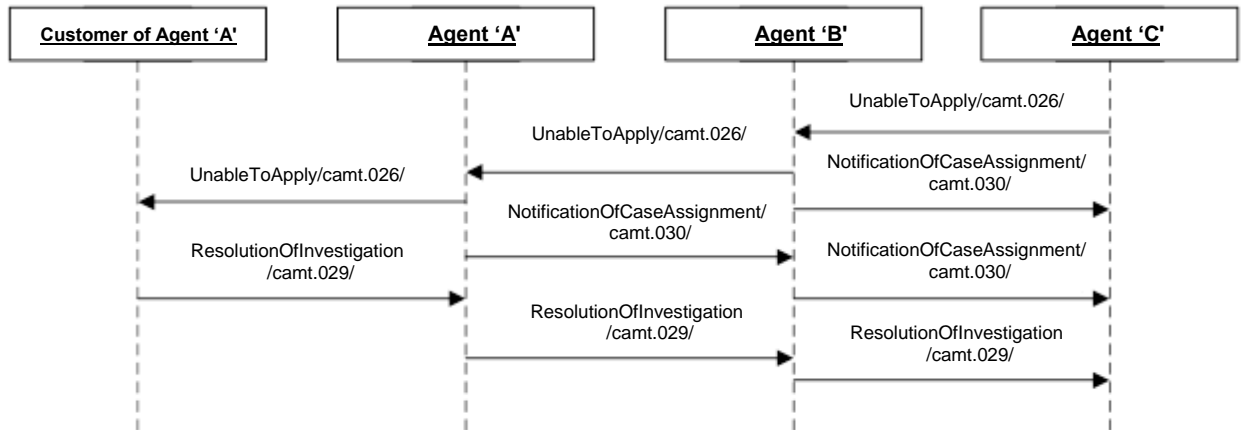 Customer of Agent ‘A'
Agent ‘A'
Agent ‘B'
Agent ‘C'
UnableToApply/camt.026/
UnableToApply/camt.026/
NotificationOfCaseAssignment/
camt.030/
UnableToApply/camt.026/
NotificationOfCaseAssignment/
camt.030/
ResolutionOfInvestigation
/camt.029/
NotificationOfCaseAssignment/
camt.030/
ResolutionOfInvestigation
/camt.029/
ResolutionOfInvestigation
/camt.029/